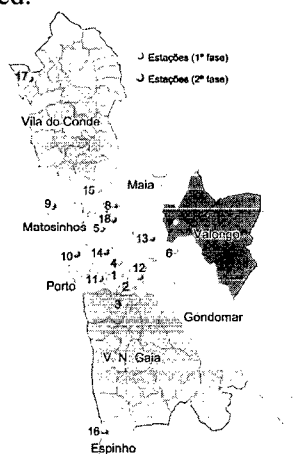 ed.
Estações (1ª fase)
Estações (2ª fase)
17
Vila do Conde
15
Maia
9
8
18
Matosinhos
5
Valongo
13
14
6
10
4
12
11
1
Porto
2
3
Gondomar
V. N. Gaia
16
Espinho